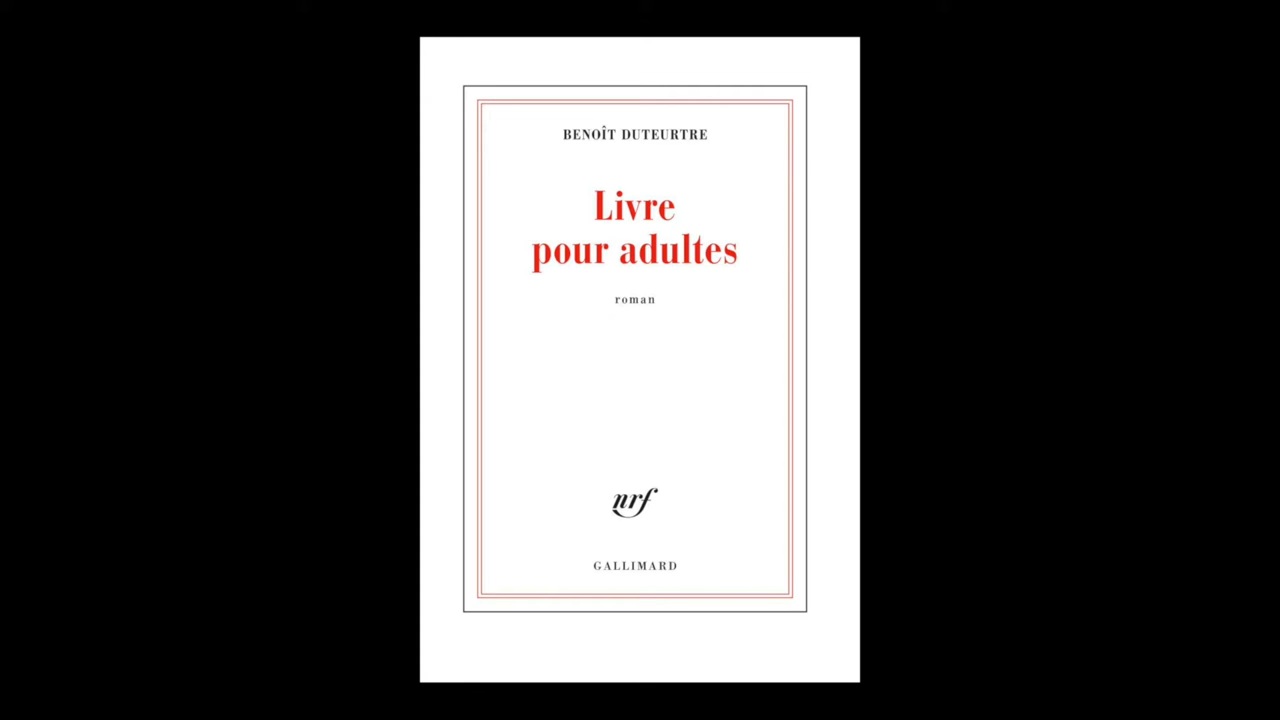 BENOÎT DUTEURTRE
Livre
pour adultes
roman
nrf
GALLIMARD